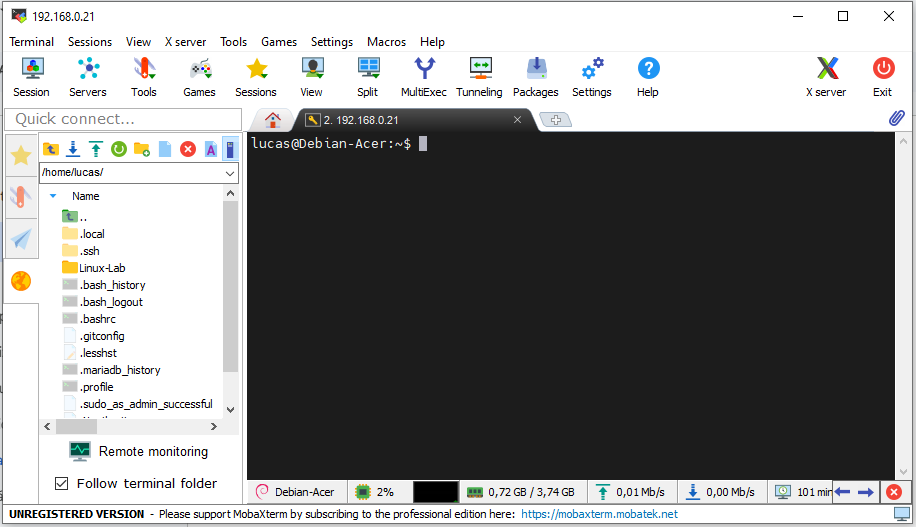 192.168.0.21
Terminal Sessions View X server Tools Games Settings Macros Help
Session Servers Tools Games Sessions View Split MultiExec Tunneling Packages Settings Help X server Exit
Quick connect...
2. 192.168.0.21
/home/lucas/
lucas@Debian-Acer:~$
Name
..
.local
.ssh
Linux-Lab
.bash_history
.bash_logout
.bashrc
.gitconfig
.lesshst
.mariadb_history
.profile
.sudo_as_admin_successful
Remote monitoring
Follow terminal folder
Debian-Acer 2% 0,72 GB / 3,74 GB 0,01 Mb/s 0,00 Mb/s 101 min
UNREGISTERED VERSION - Please support MobaXterm by subscribing to the professional edition here: https://mobaxterm.mobatek.net